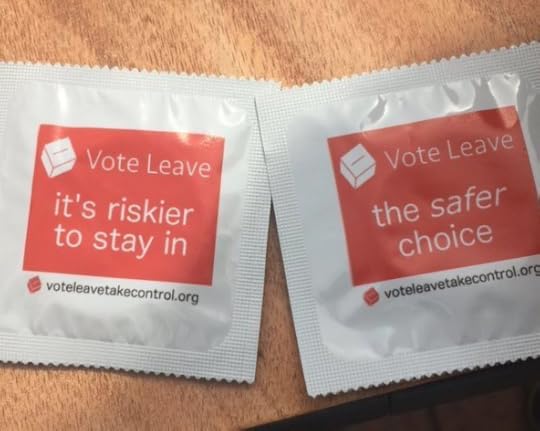 Vote Leave
it's riskier
to stay in
voteleavetakecontrol.org
Vote Leave
the safer
choice
voteleavetakecontrol.org